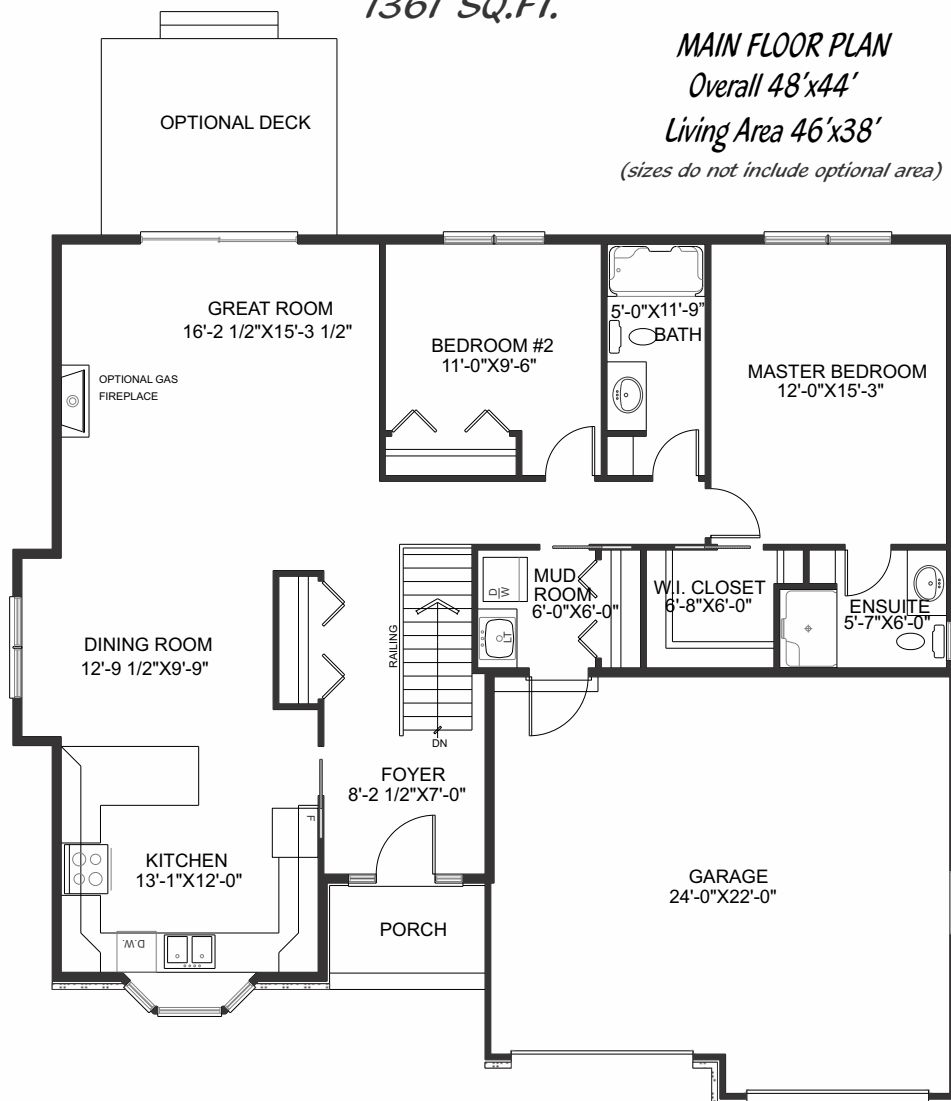 1361 SQ.FT.
MAIN FLOOR PLAN
Overall 48'x44'
Living Area 46'x38'
(sizes do not include optional area)
OPTIONAL DECK
GREAT ROOM
16'-2 1/2"X15'-3 1/2"
OPTIONAL GAS
FIREPLACE
BEDROOM #2
11'-0"X9'-6"
5'-0"X11'-9"
BATH
MASTER BEDROOM
12'-0"X15'-3"
MUD
ROOM
6'-0"X6'-0"
D
W
LT
W.I. CLOSET
6'-8"X6'-0"
ENSUITE
5'-7"X6'-0"
DINING ROOM
12'-9 1/2"X9'-9"
RAILING
DN
FOYER
8'-2 1/2"X7'-0"
F
KITCHEN
13'-1"X12'-0"
D.W.
PORCH
GARAGE
24'-0"X22'-0"